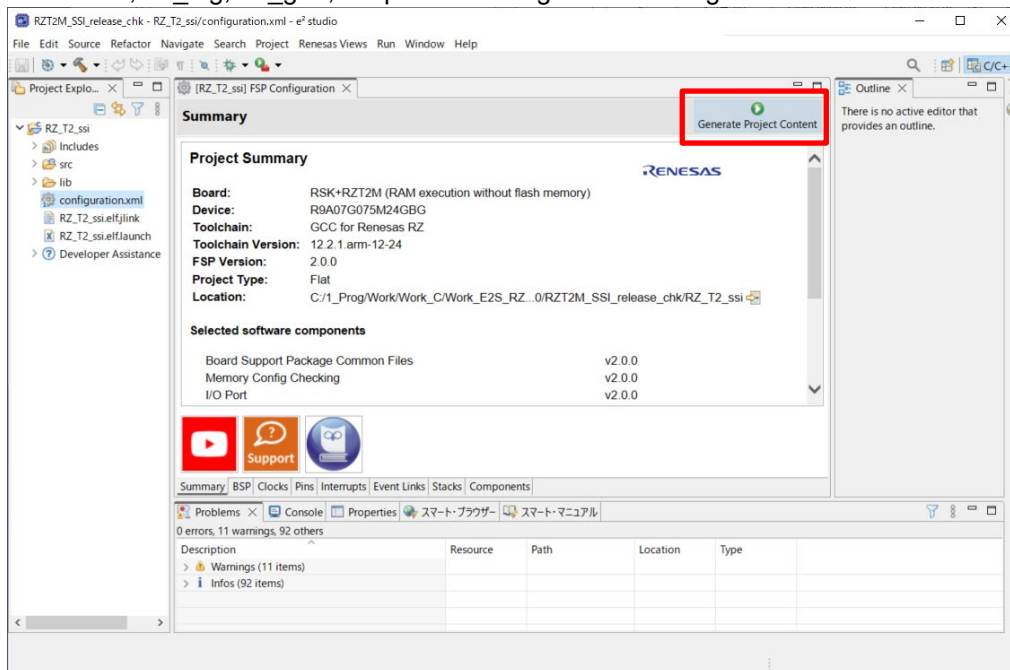 RZT2M_SSI_release_chk - RZ_T2_ssi/configuration.xml - e² studio
File Edit Source Refactor Navigate Search Project Renesas Views Run Window Help
C/C+
Project Explo...
[RZ_T2_ssi] FSP Configuration
Outline
RZ_T2_ssi
Includes
src
lib
configuration.xml
RZ_T2_ssi.elf.jlink
RZ_T2_ssi.elf.launch
Developer Assistance
Summary
Generate Project Content
There is no active editor that
provides an outline.
Project Summary
RENESAS
Board: RSK+RZT2M (RAM execution without flash memory)
Device: R9A07G075M24GBG
Toolchain: GCC for Renesas RZ
Toolchain Version: 12.2.1.arm-12-24
FSP Version: 2.0.0
Project Type: Flat
Location: C:/1_Prog/Work/Work_C/Work_E2S_RZ...0/RZT2M_SSI_release_chk/RZ_T2_ssi
Selected software components
Board Support Package Common Files v2.0.0
Memory Config Checking v2.0.0
I/O Port v2.0.0
Support
Summary BSP Clocks Pins Interrupts Event Links Stacks Components
Problems Console Properties スマート・ブラウザー スマート・マニュアル
0 errors, 11 warnings, 92 others
Description Resource Path Location Type
Warnings (11 items)
Infos (92 items)